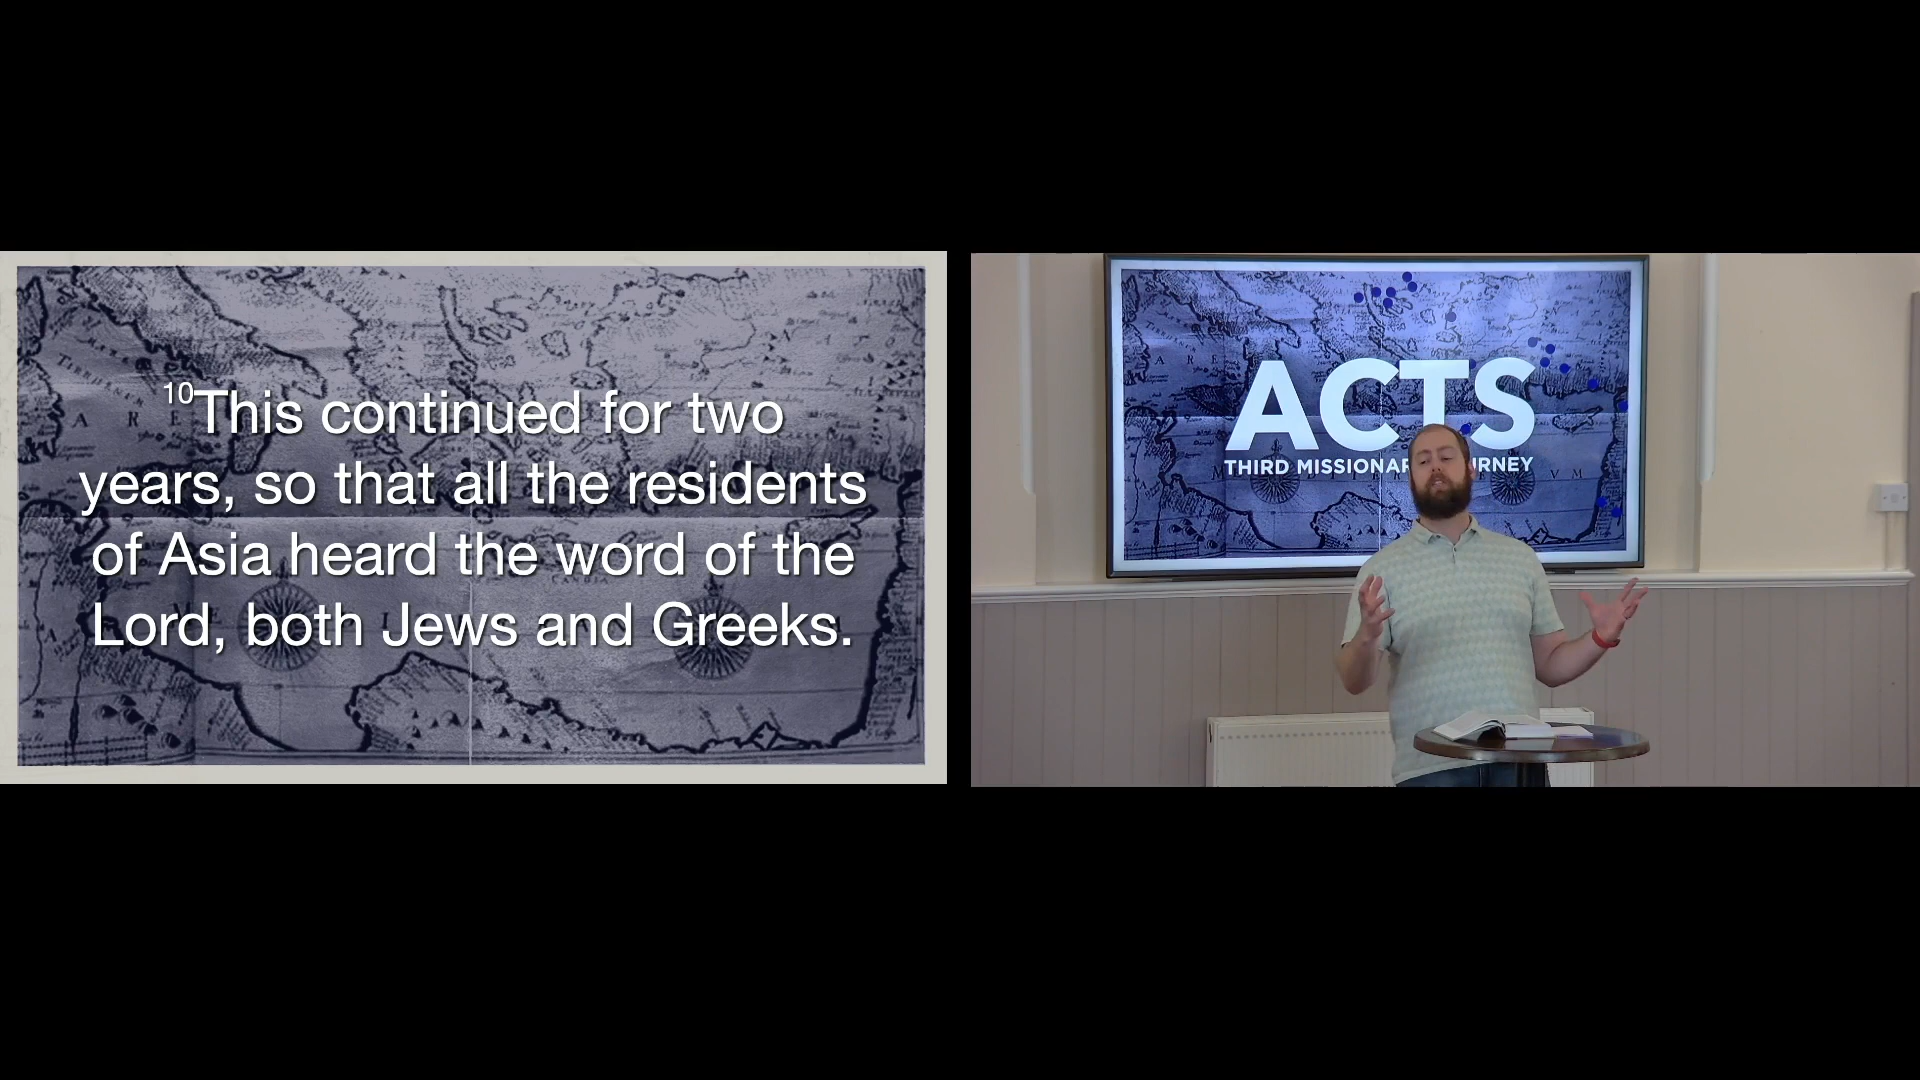 10This continued for two
years, so that all the residents
of Asia heard the word of the
Lord, both Jews and Greeks.
ACTS
THIRD MISSIONAR URNEY